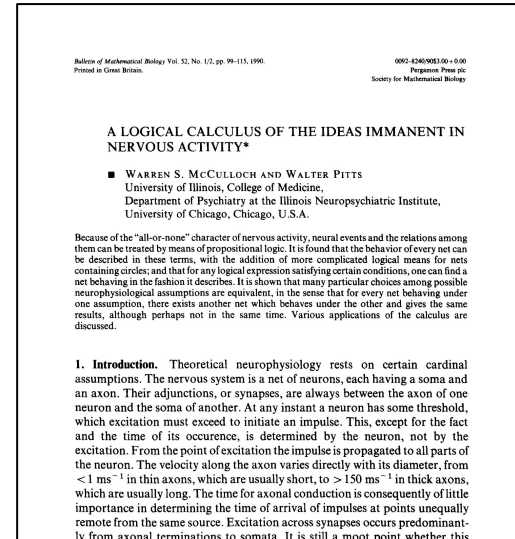 Bulletin of Mathematical Biology Vol. 52, No. 1/2, pp. 99–115, 1990.
Printed in Great Britain.
0092–8240/90$3.00+0.00
Pergamon Press plc
Society for Mathematical Biology
A LOGICAL CALCULUS OF THE IDEAS IMMANENT IN
NERVOUS ACTIVITY*
■ WARREN S. MCCULLOCH AND WALTER PITTS
University of Illinois, College of Medicine,
Department of Psychiatry at the Illinois Neuropsychiatric Institute,
University of Chicago, Chicago, U.S.A.
Because of the “all-or-none” character of nervous activity, neural events and the relations among
them can be treated by means of propositional logic. It is found that the behavior of every net can
be described in these terms, with the addition of more complicated logical means for nets
containing circles; and that for any logical expression satisfying certain conditions, one can find a
net behaving in the fashion it describes. It is shown that many particular choices among possible
neurophysiological assumptions are equivalent, in the sense that for every net behaving under
one assumption, there exists another net which behaves under the other and gives the same
results, although perhaps not in the same time. Various applications of the calculus are
discussed.
1. Introduction. Theoretical neurophysiology rests on certain cardinal
assumptions. The nervous system is a net of neurons, each having a soma and
an axon. Their adjunctions, or synapses, are always between the axon of one
neuron and the soma of another. At any instant a neuron has some threshold,
which excitation must exceed to initiate an impulse. This, except for the fact
and the time of its occurence, is determined by the neuron, not by the
excitation. From the point of excitation the impulse is propagated to all parts of
the neuron. The velocity along the axon varies directly with its diameter, from
<1 ms⁻¹ in thin axons, which are usually short, to >150 ms⁻¹ in thick axons,
which are usually long. The time for axonal conduction is consequently of little
importance in determining the time of arrival of impulses at points unequally
remote from the same source. Excitation across synapses occurs predominant-
ly from axonal terminations to somata. It is still a moot point whether this